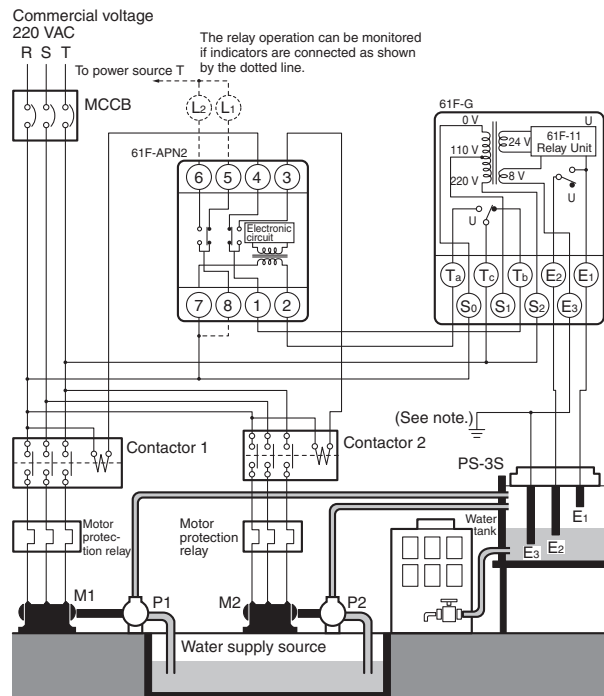 Commercial voltage
220 VAC
R S T
The relay operation can be monitored
if indicators are connected as shown
by the dotted line.
To power source T
MCCB
L2 L1
61F-APN2
6 5 4 3
Electronic
circuit
7 8 1 2
61F-G
0 V
110 V
220 V
24 V
8 V
U
61F-11
Relay Unit
U
U
Ta Tc Tb E2 E1
S0 S1 S2 E3
(See note.)
Contactor 1
Contactor 2
PS-3S
Motor
protec-
tion relay
Motor
protection
relay
Water
tank
E1
E3 E2
M1 P1 M2 P2
Water supply source